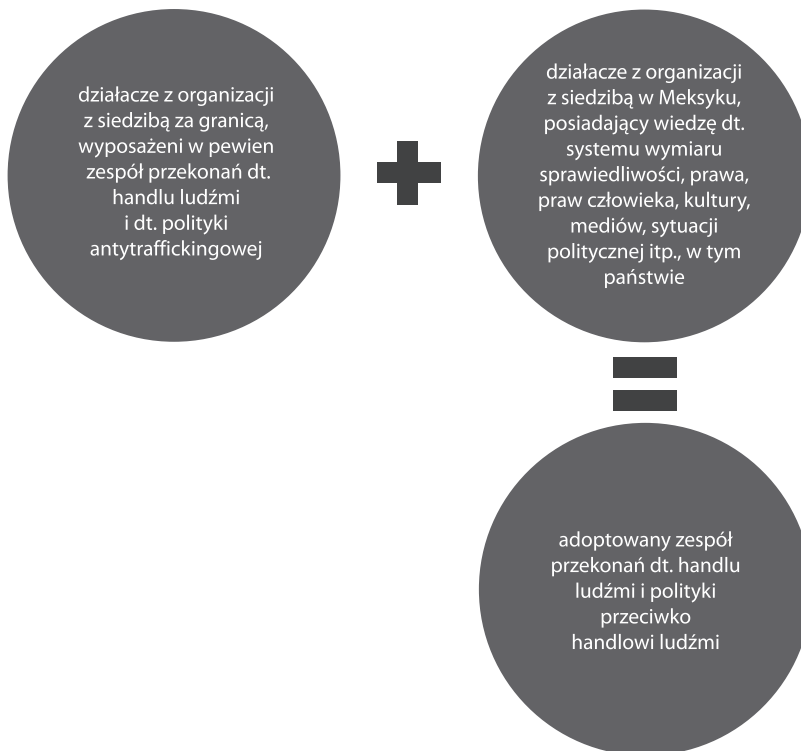 działacze z organizacji
z siedzibą za granicą,
wyposażeni w pewien
zespół przekonań dt.
handlu ludźmi
i dt. polityki
antytraffickingowej
działacze z organizacji
z siedzibą w Meksyku,
posiadający wiedzę dt.
systemu wymiaru
sprawiedliwości, prawa,
praw człowieka, kultury,
mediów, sytuacji
politycznej itp., w tym
państwie
adoptowany zespół
przekonań dt. handlu
ludźmi i polityki
przeciwko
handlowi ludźmi